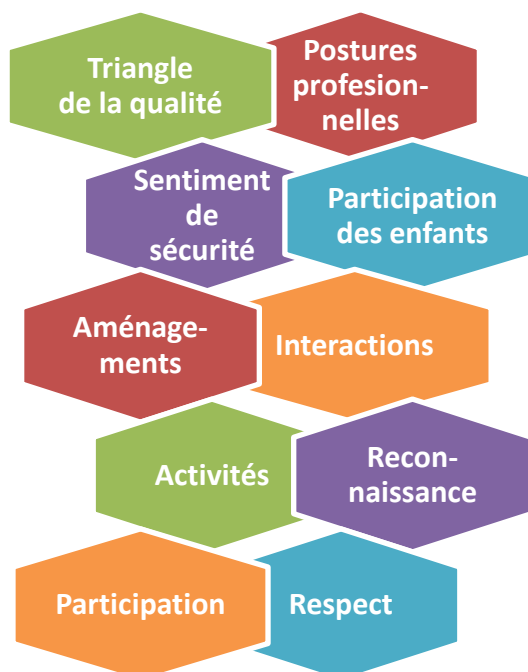 Triangle
de la qualité
Postures
profesion-
nelles
Sentiment
de
sécurité
Participation
des enfants
Aménage-
ments
Interactions
Activités
Recon-
naissance
Participation
Respect